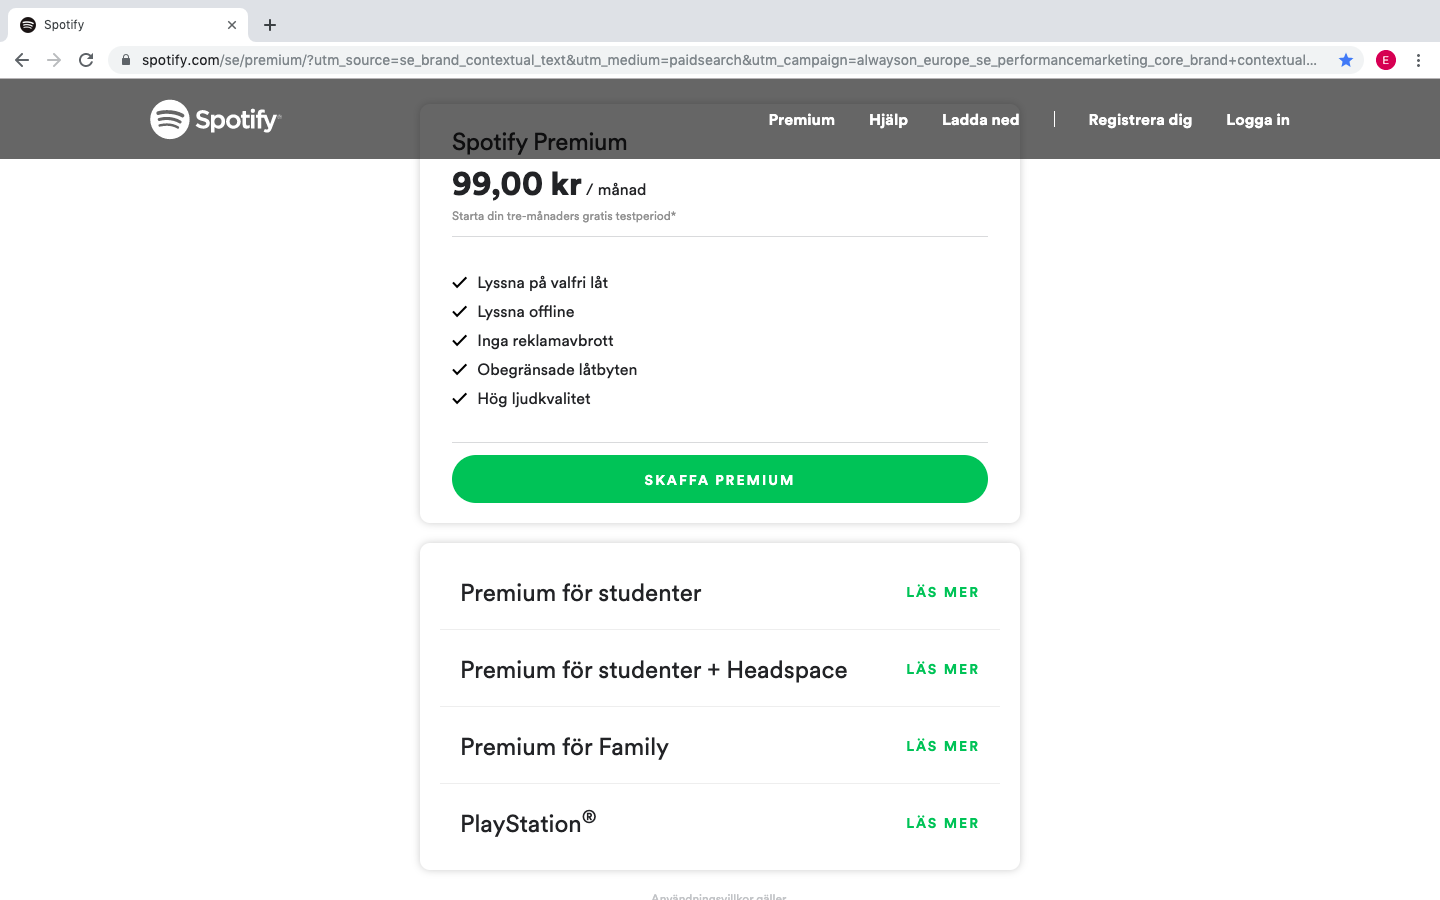 Spotify
spotify.com/se/premium/?utm_source=se_brand_contextual_text&utm_medium=paidsearch&utm_campaign=alwayson_europe_se_performancemarketing_core_brand+contextual...
E
Spotify®
Premium
Hjälp
Ladda ned
Registrera dig
Logga in
Spotify Premium
99,00 kr / månad
Starta din tre-månaders gratis testperiod*
Lyssna på valfri låt
Lyssna offline
Inga reklamavbrott
Obegränsade låtbyten
Hög ljudkvalitet
SKAFFA PREMIUM
Premium för studenter
LÄS MER
Premium för studenter + Headspace
LÄS MER
Premium för Family
LÄS MER
PlayStation®
LÄS MER
Användningsvillkor gäller